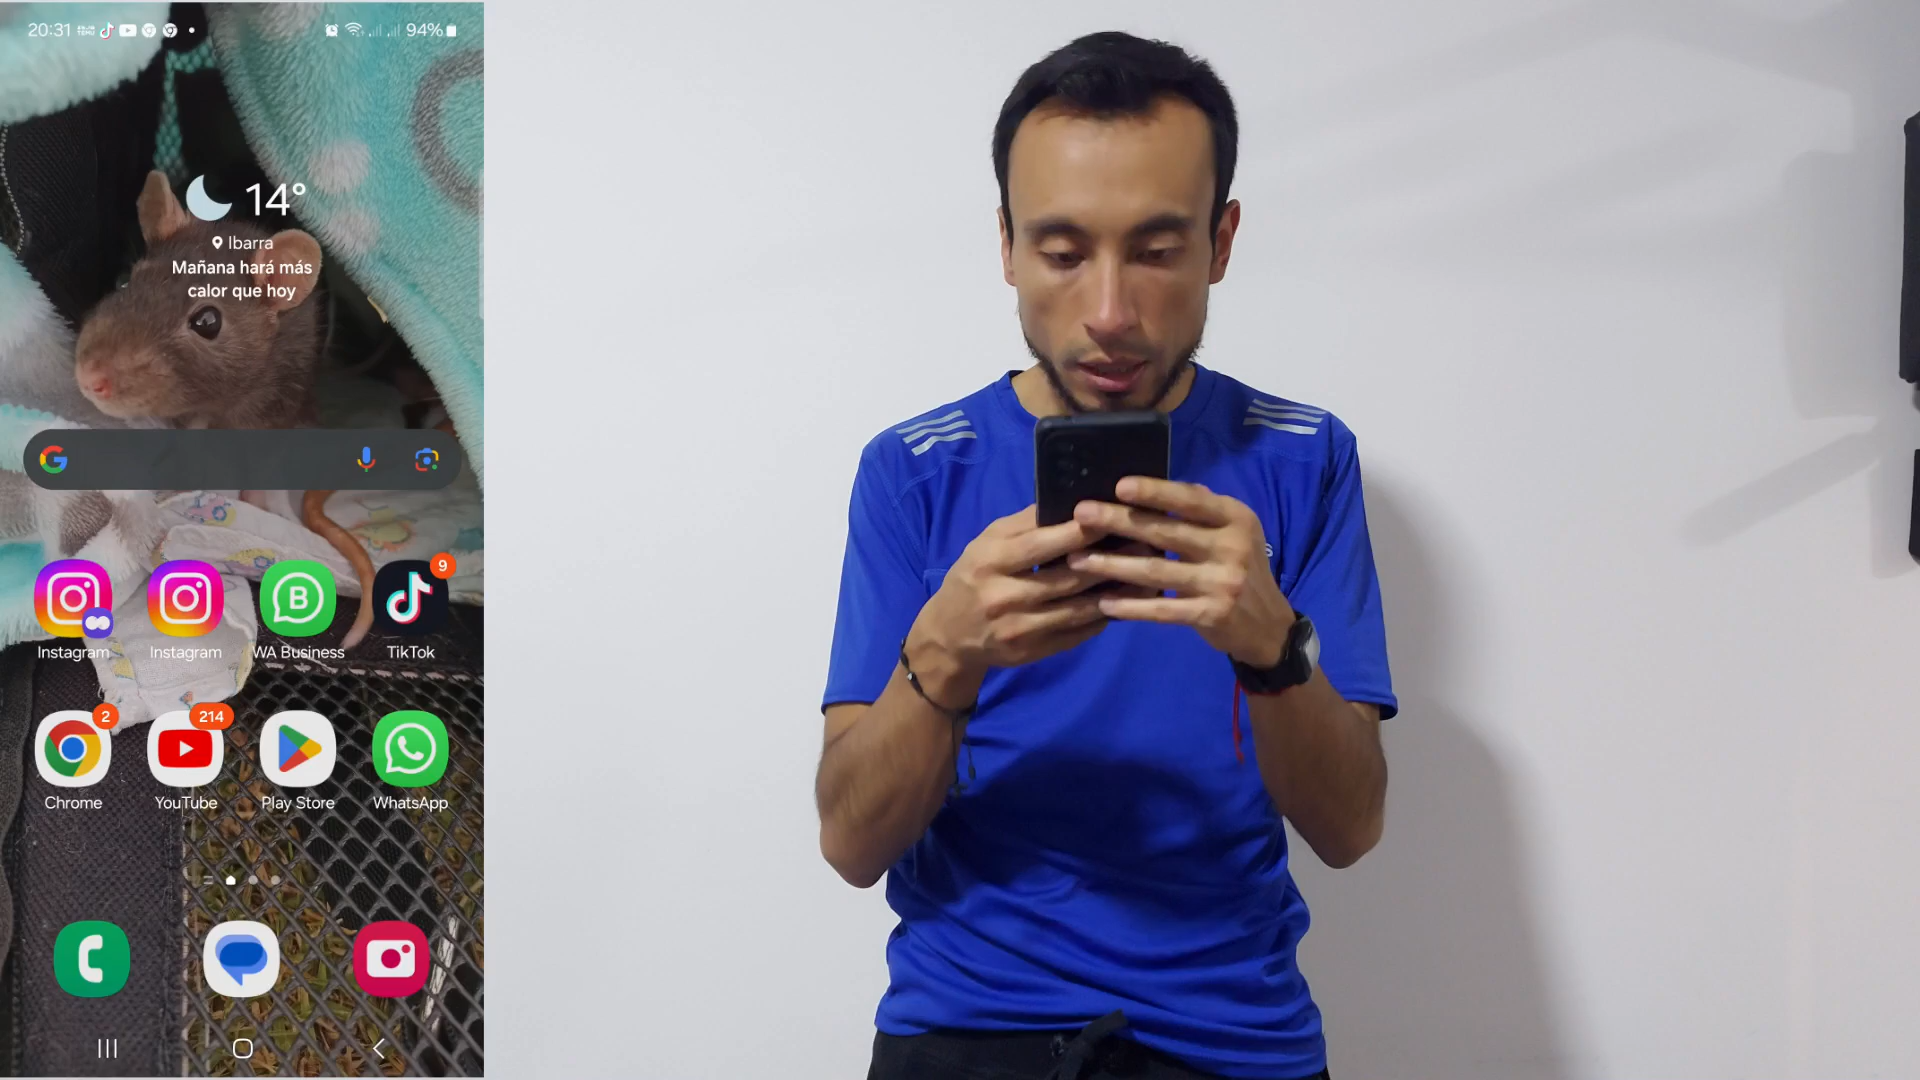 20:31
94%
14°
Ibarra
Mañana hará más
calor que hoy
9
Instagram
Instagram
WA Business
TikTok
2
214
Chrome
YouTube
Play Store
WhatsApp